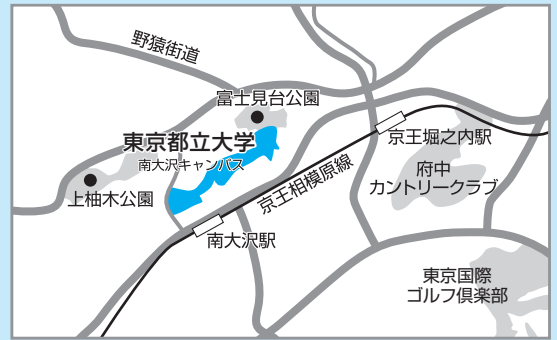 野猿街道
富士見台公園
東京都立大学
南大沢キャンパス
上柚木公園
京王堀之内駅
京王相模原線
府中
カントリークラブ
南大沢駅
東京国際
ゴルフ倶楽部